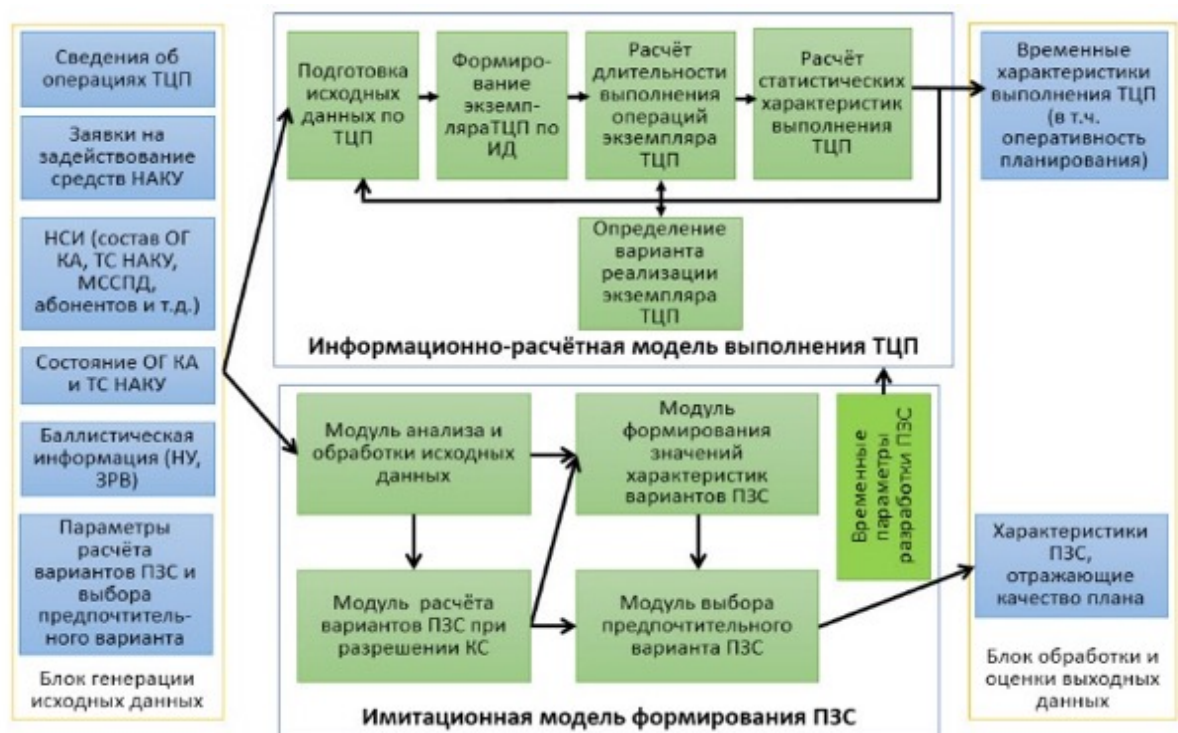 Сведения об
операциях ТЦП
Заявки на
задействование
средств НАКУ
НСИ (состав ОГ
КА, ТС НАКУ,
МССПД,
абонентов и т.д.)
Состояние ОГ КА
и ТС НАКУ
Баллистическая
информация (НУ,
ЗРВ)
Параметры
расчёта
вариантов ПЗС и
выбора
предпочтитель-
ного варианта
Блок генерации
исходных данных
Подготовка
исходных
данных по
ТЦП
Формиро-
вание
экземп-
ляраТЦП по
ИД
Расчёт
длительности
выполнения
операций
экземпляра
ТЦП
Расчёт
статистических
характеристик
выполнения
ТЦП
Определение
варианта
реализации
экземпляра
ТЦП
Информационно-расчётная модель выполнения ТЦП
Модуль анализа и
обработки исходных
данных
Модуль
формирования
значений
характеристик
вариантов ПЗС
Модуль расчёта
вариантов ПЗС при
разрешении КС
Модуль выбора
предпочтительного
варианта ПЗС
Временные
параметры
разработки ПЗС
Имитационная модель формирования ПЗС
Временные
характеристики
выполнения ТЦП
(в т.ч. оперативность
планирования)
Характеристики
ПЗС,
отражающие
качество плана
Блок обработки и
оценки выходных
данных